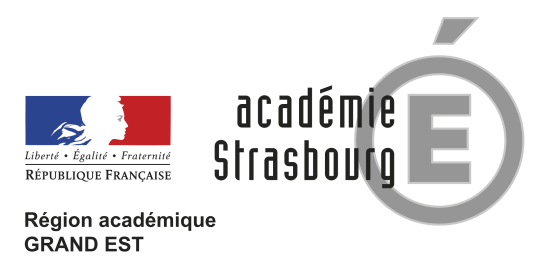 Liberté • Égalité • Fraternité
RÉPUBLIQUE FRANÇAISE
Région académique
GRAND EST
académie
Strasbourg
É